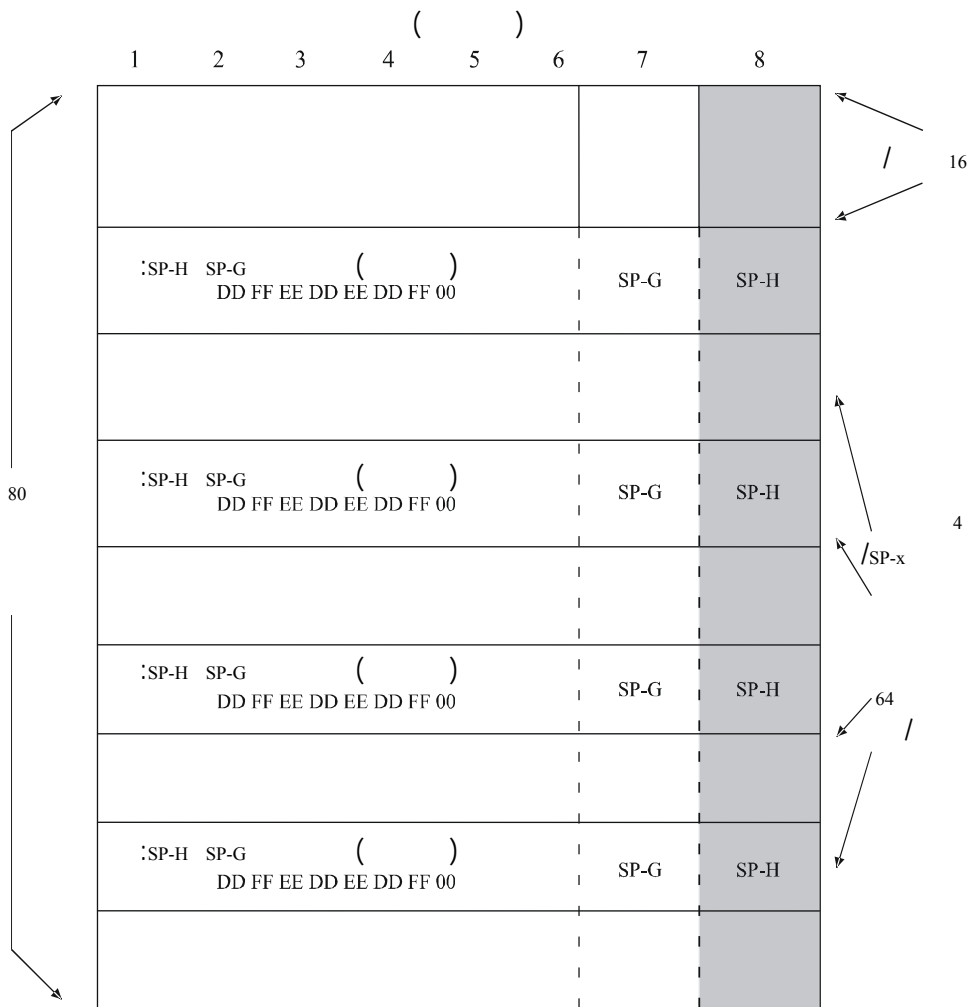 ( )
1 2 3 4 5 6 7 8
/ 16
:SP-H SP-G ( )
DD FF EE DD EE DD FF 00
SP-G SP-H
:SP-H SP-G ( )
DD FF EE DD EE DD FF 00
SP-G SP-H
80
4
/SP-x
:SP-H SP-G ( )
DD FF EE DD EE DD FF 00
SP-G SP-H
64
/
:SP-H SP-G ( )
DD FF EE DD EE DD FF 00
SP-G SP-H